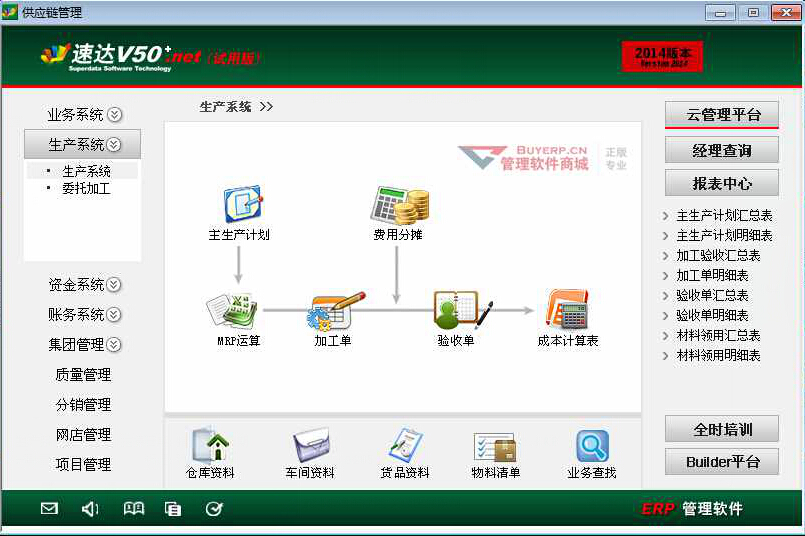 供应链管理
速达V50+.net(试用版)
Superdata Software Technology
2014版本
Version 2014
业务系统
生产系统
生产系统
委托加工
资金系统
账务系统
集团管理
质量管理
分销管理
网店管理
项目管理
生产系统 >>
BUYERP.CN
管理软件商城
正版
专业
主生产计划
费用分摊
MRP运算
加工单
验收单
成本计算表
仓库资料
车间资料
货品资料
物料清单
业务查找
云管理平台
经理查询
报表中心
主生产计划汇总表
主生产计划明细表
加工验收汇总表
加工单明细表
验收单汇总表
验收单明细表
材料领用汇总表
材料领用明细表
全时培训
Builder平台
ERP 管理软件